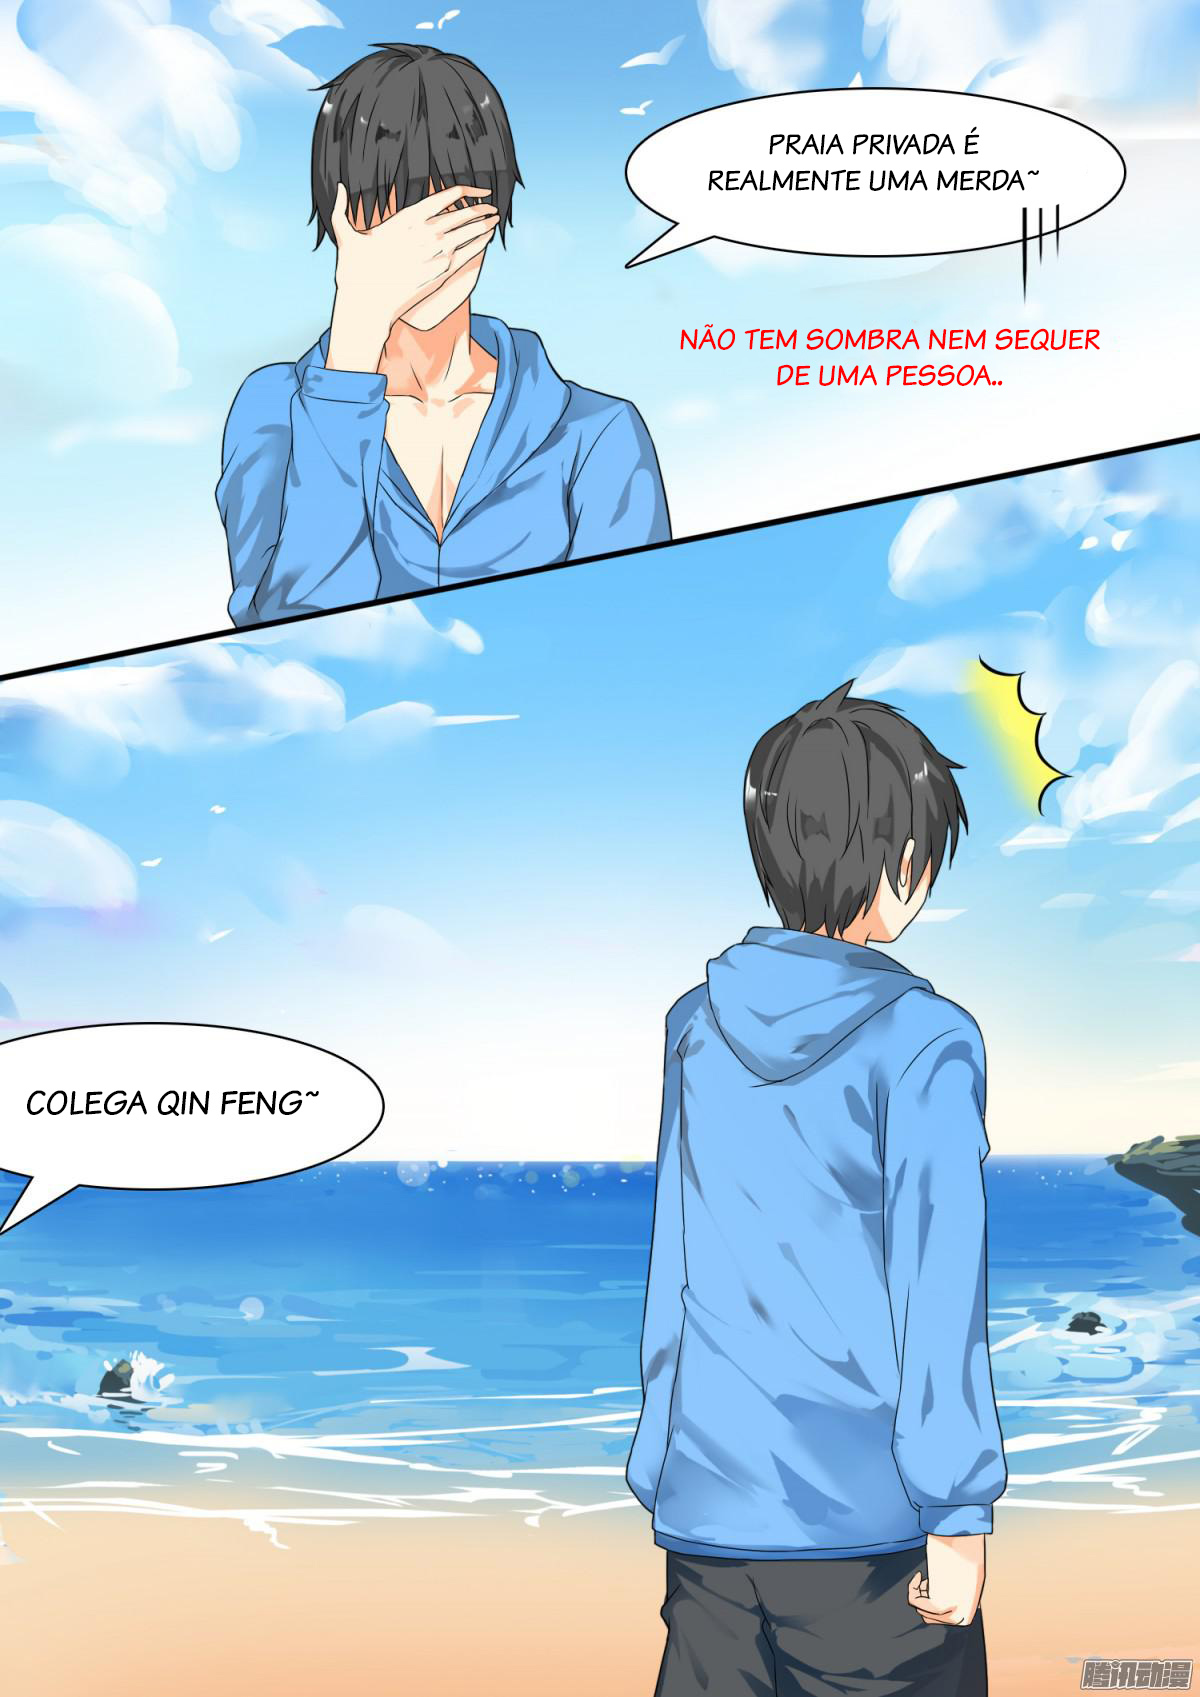 PRAIA PRIVADA É
REALMENTE UMA MERDA~
NÃO TEM SOMBRA NEM SEQUER
DE UMA PESSOA..
COLEGA QIN FENG~
腾讯动漫